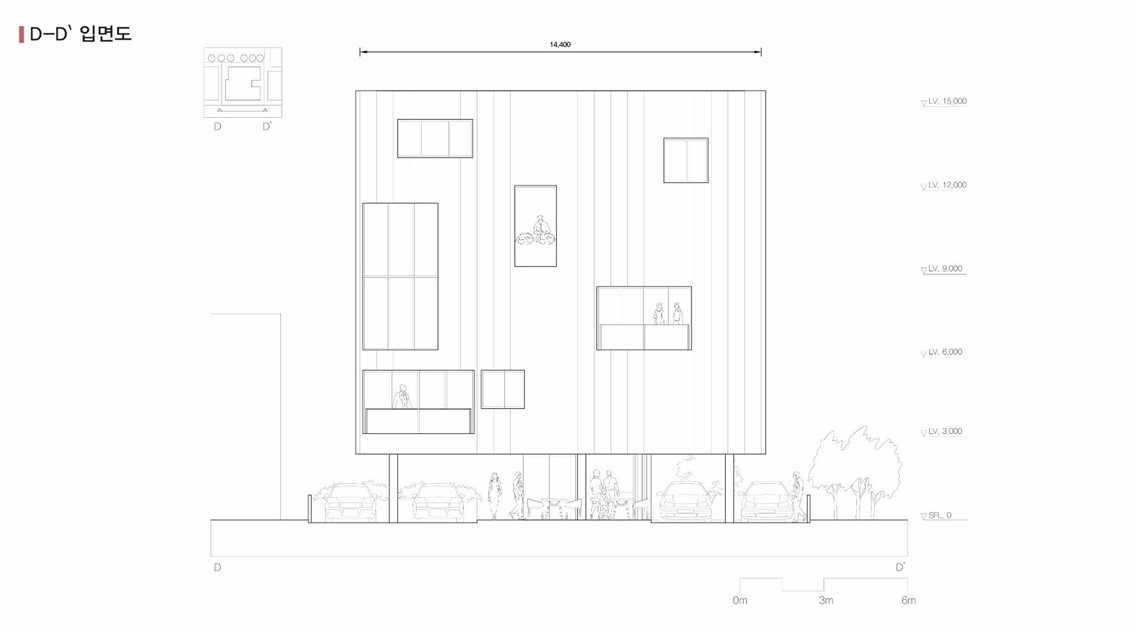 D-D` 입면도
14,400
D D'
LV. 15,000
LV. 12,000
LV. 9,000
LV. 6,000
LV. 3,000
SFL. 0
D D'
0m 3m 6m